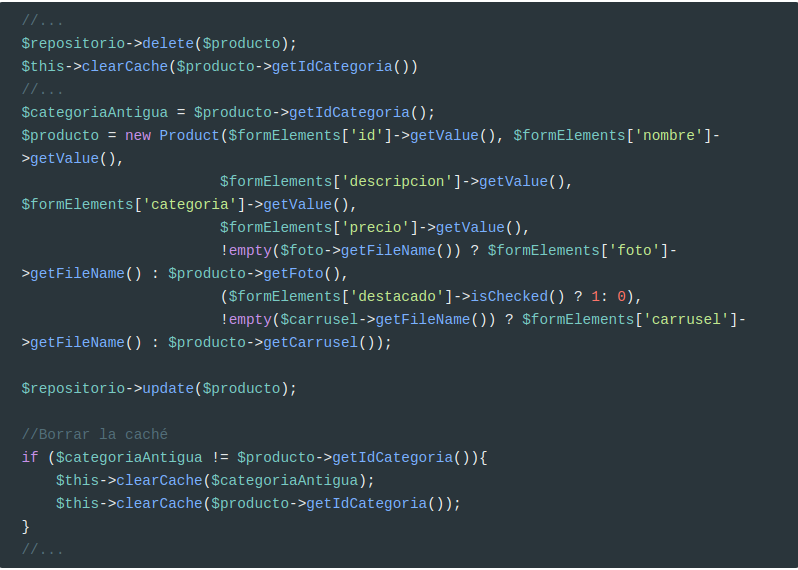 //...
$repositorio->delete($producto);
$this->clearCache($producto->getIdCategoria())
//...
$categoriaAntigua = $producto->getIdCategoria();
$producto = new Product($formElements['id']->getValue(), $formElements['nombre']-
>getValue(),
                       $formElements['descripcion']->getValue(),
$formElements['categoria']->getValue(),
                       $formElements['precio']->getValue(),
                       !empty($foto->getFileName()) ? $formElements['foto']-
>getFileName() : $producto->getFoto(),
                       ($formElements['destacado']->isChecked() ? 1: 0),
                       !empty($carrusel->getFileName()) ? $formElements['carrusel']-
>getFileName() : $producto->getCarrusel());

$repositorio->update($producto);

//Borrar la caché
if ($categoriaAntigua != $producto->getIdCategoria()){
    $this->clearCache($categoriaAntigua);
    $this->clearCache($producto->getIdCategoria());
}
//...